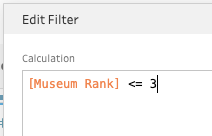 Edit Filter
Calculation
[Museum Rank] <= 3